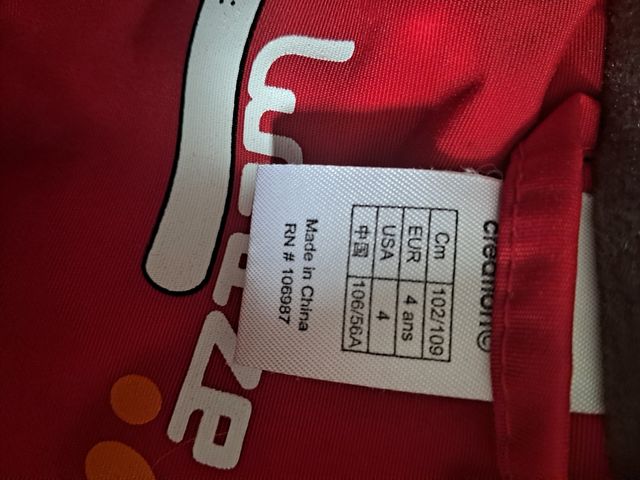 creation©
Cm 102/109
EUR 4 ans
USA 4
中国 106/56A
Made in China
RN # 106987